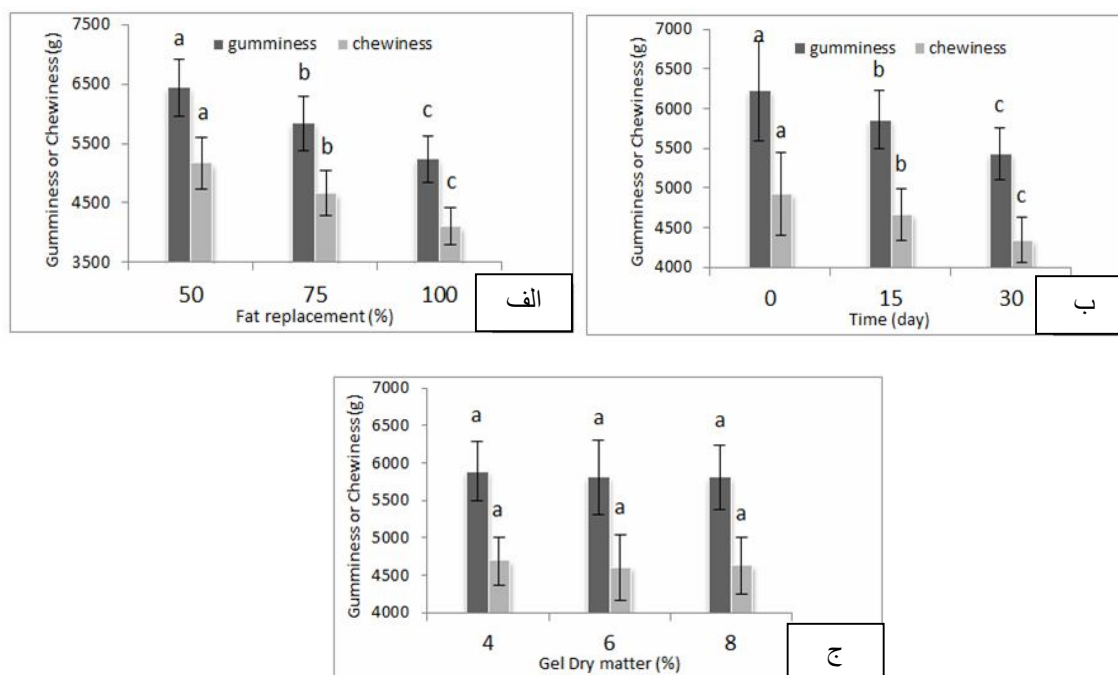 7500
6500
5500
4500
3500
Gumminess or Chewiness(g)
gumminess chewiness
a
a
b
b
c
c
50 75 100
Fat replacement (%)
الف
7000
6500
6000
5500
5000
4500
4000
Gumminess or Chewiness(g)
gumminess chewiness
a
a
b
b
c
c
0 15 30
Time (day)
ب
7000
6500
6000
5500
5000
4500
4000
Gumminess or Chewiness(g)
a
a
a
a
a
a
4 6 8
Gel Dry matter (%)
ج